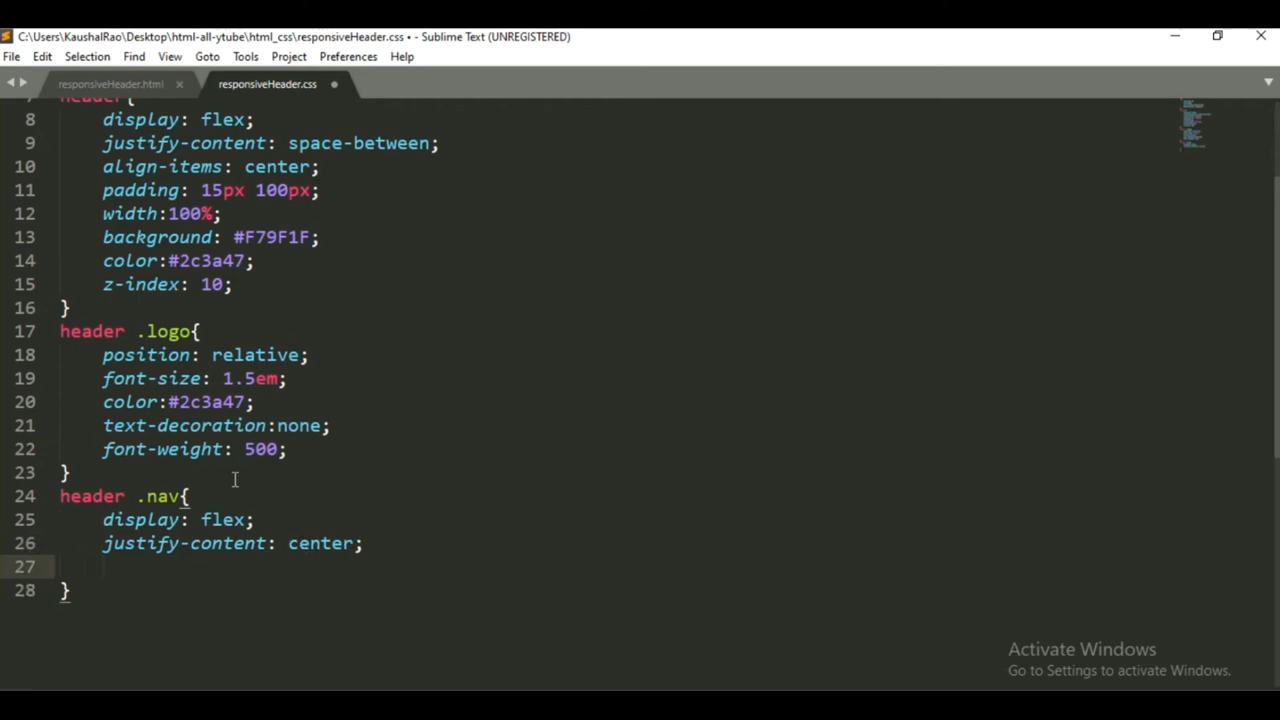 C:\Users\KaushalRao\Desktop\html-all-ytube\html_css\responsiveHeader.css • - Sublime Text (UNREGISTERED)
File Edit Selection Find View Goto Tools Project Preferences Help
responsiveHeader.html × responsiveHeader.css
7 header{
8 display: flex;
9 justify-content: space-between;
10 align-items: center;
11 padding: 15px 100px;
12 width:100%;
13 background: #F79F1F;
14 color:#2c3a47;
15 z-index: 10;
16 }
17 header .logo{
18 position: relative;
19 font-size: 1.5em;
20 color:#2c3a47;
21 text-decoration:none;
22 font-weight: 500;
23 }
24 header .nav{
25 display: flex;
26 justify-content: center;
27
28 }
Activate Windows
Go to Settings to activate Windows.